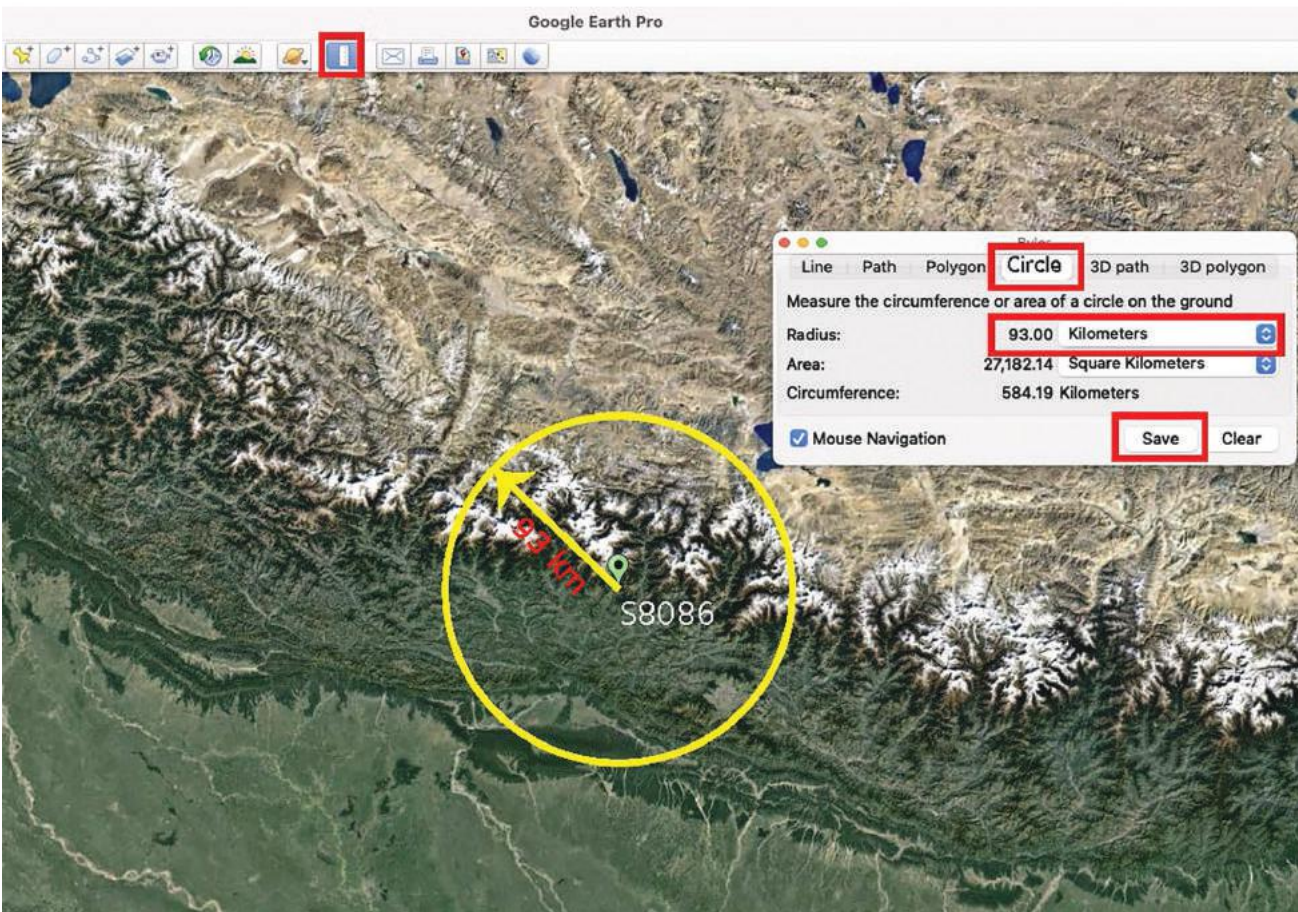 Google Earth Pro
Ruler
Line Path Polygon Circle 3D path 3D polygon
Measure the circumference or area of a circle on the ground
Radius: 93.00 Kilometers
Area: 27,182.14 Square Kilometers
Circumference: 584.19 Kilometers
Mouse Navigation Save Clear
93 km
S8086